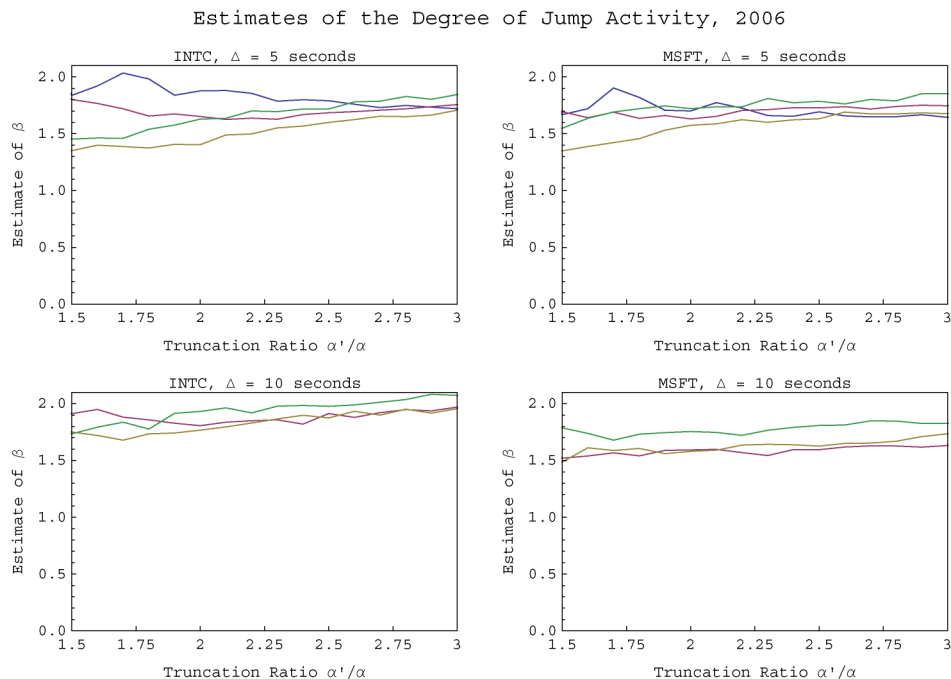 Estimates of the Degree of Jump Activity, 2006
INTC, Δ = 5 seconds
2.0
1.5
1.0
0.5
0.0
Estimate of β
1.5 1.75 2 2.25 2.5 2.75 3
Truncation Ratio α'/α
MSFT, Δ = 5 seconds
2.0
1.5
1.0
0.5
0.0
Estimate of β
1.5 1.75 2 2.25 2.5 2.75 3
Truncation Ratio α'/α
INTC, Δ = 10 seconds
2.0
1.5
1.0
0.5
0.0
Estimate of β
1.5 1.75 2 2.25 2.5 2.75 3
Truncation Ratio α'/α
MSFT, Δ = 10 seconds
2.0
1.5
1.0
0.5
0.0
Estimate of β
1.5 1.75 2 2.25 2.5 2.75 3
Truncation Ratio α'/α